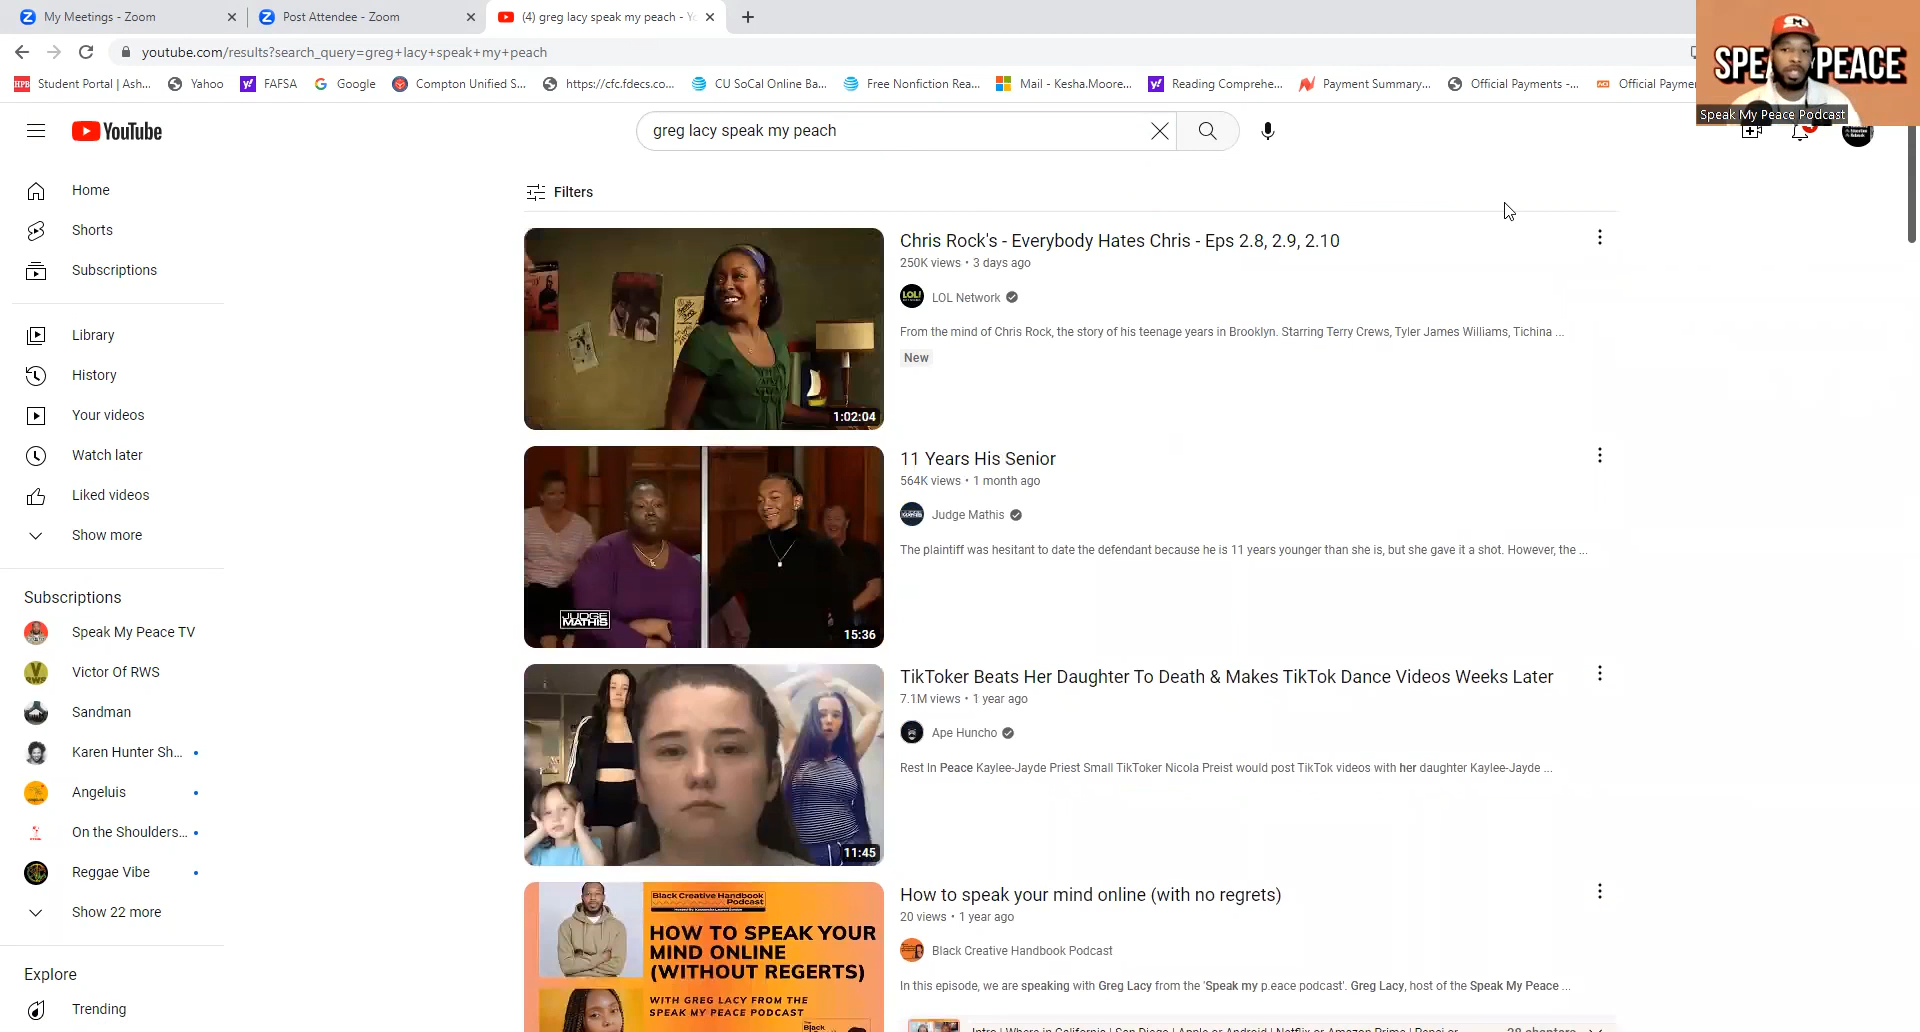 My Meetings - Zoom
Post Attendee - Zoom
(4) greg lacy speak my peach - Yo
youtube.com/results?search_query=greg+lacy+speak+my+peach
Student Portal | Ash...
Yahoo
FAFSA
Google
Compton Unified S...
https://cfc.fdecs.co...
CU SoCal Online Ba...
Free Nonfiction Rea...
Mail - Kesha.Moore...
Reading Comprehe...
Payment Summary...
Official Payments -...
Official Paymer
SPEA PEACE
Speak My Peace Podcast
YouTube
greg lacy speak my peach
Home
Shorts
Subscriptions
Library
History
Your videos
Watch later
Liked videos
Show more
Subscriptions
Speak My Peace TV
Victor Of RWS
Sandman
Karen Hunter Sh...
Angeluis
On the Shoulders...
Reggae Vibe
Show 22 more
Explore
Trending
Filters
1:02:04
Chris Rock's - Everybody Hates Chris - Eps 2.8, 2.9, 2.10
250K views • 3 days ago
LOL!
LOL Network
From the mind of Chris Rock, the story of his teenage years in Brooklyn. Starring Terry Crews, Tyler James Williams, Tichina ...
New
JUDGE
MATHIS
15:36
11 Years His Senior
564K views • 1 month ago
Judge Mathis
The plaintiff was hesitant to date the defendant because he is 11 years younger than she is, but she gave it a shot. However, the ...
11:45
TikToker Beats Her Daughter To Death & Makes TikTok Dance Videos Weeks Later
7.1M views • 1 year ago
Ape Huncho
Rest In Peace Kaylee-Jayde Priest Small TikToker Nicola Preist would post TikTok videos with her daughter Kaylee-Jayde ...
Black Creative Handbook
Podcast
HOW TO SPEAK YOUR
MIND ONLINE
(WITHOUT REGERTS)
WITH GREG LACY FROM THE
SPEAK MY PEACE PODCAST
How to speak your mind online (with no regrets)
20 views • 1 year ago
Black Creative Handbook Podcast
In this episode, we are speaking with Greg Lacy from the 'Speak my p.eace podcast'. Greg Lacy, host of the Speak My Peace ...